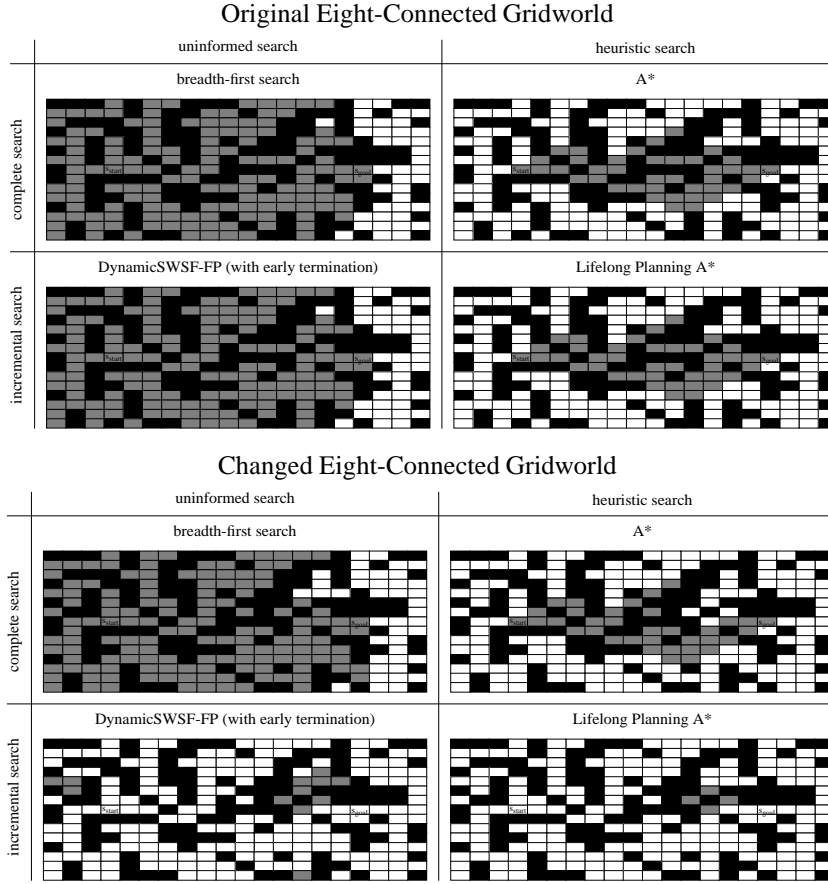 Original Eight-Connected Gridworld
uninformed search
heuristic search
complete search
breadth-first search
A*
sstart
sgoal
sstart
sgoal
incremental search
DynamicSWSF-FP (with early termination)
Lifelong Planning A*
sstart
sgoal
sstart
sgoal
Changed Eight-Connected Gridworld
uninformed search
heuristic search
complete search
breadth-first search
A*
sstart
sgoal
sstart
sgoal
incremental search
DynamicSWSF-FP (with early termination)
Lifelong Planning A*
sstart
sgoal
sstart
sgoal